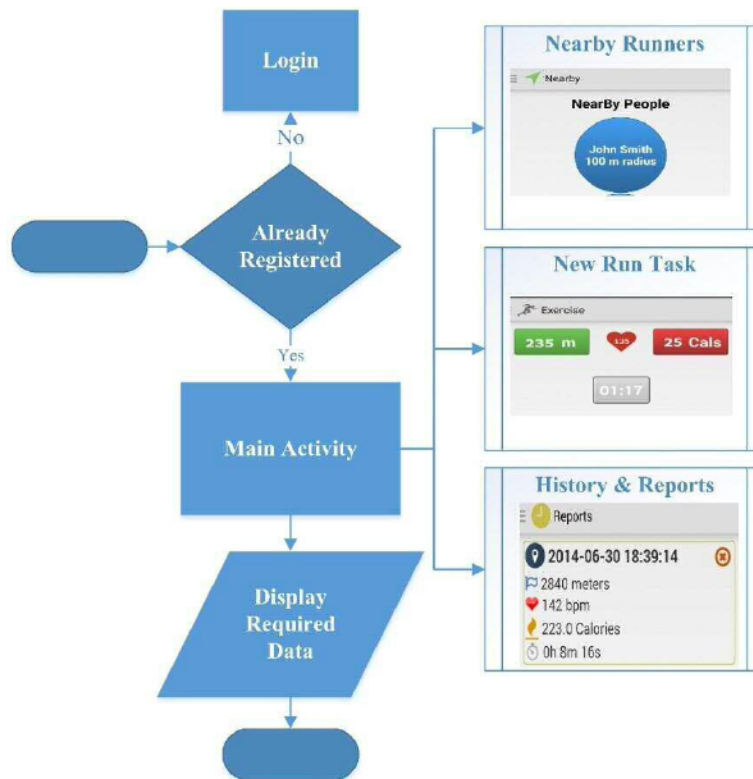 Login
No
Already
Registered
Yes
Main Activity
Display
Required
Data
Nearby Runners
Nearby
NearBy People
John Smith
100 m radius
New Run Task
Exercise
235 m
25 Cals
01:17
History & Reports
Reports
2014-06-30 18:39:14
2840 meters
142 bpm
223.0 Calories
0h 8m 16s